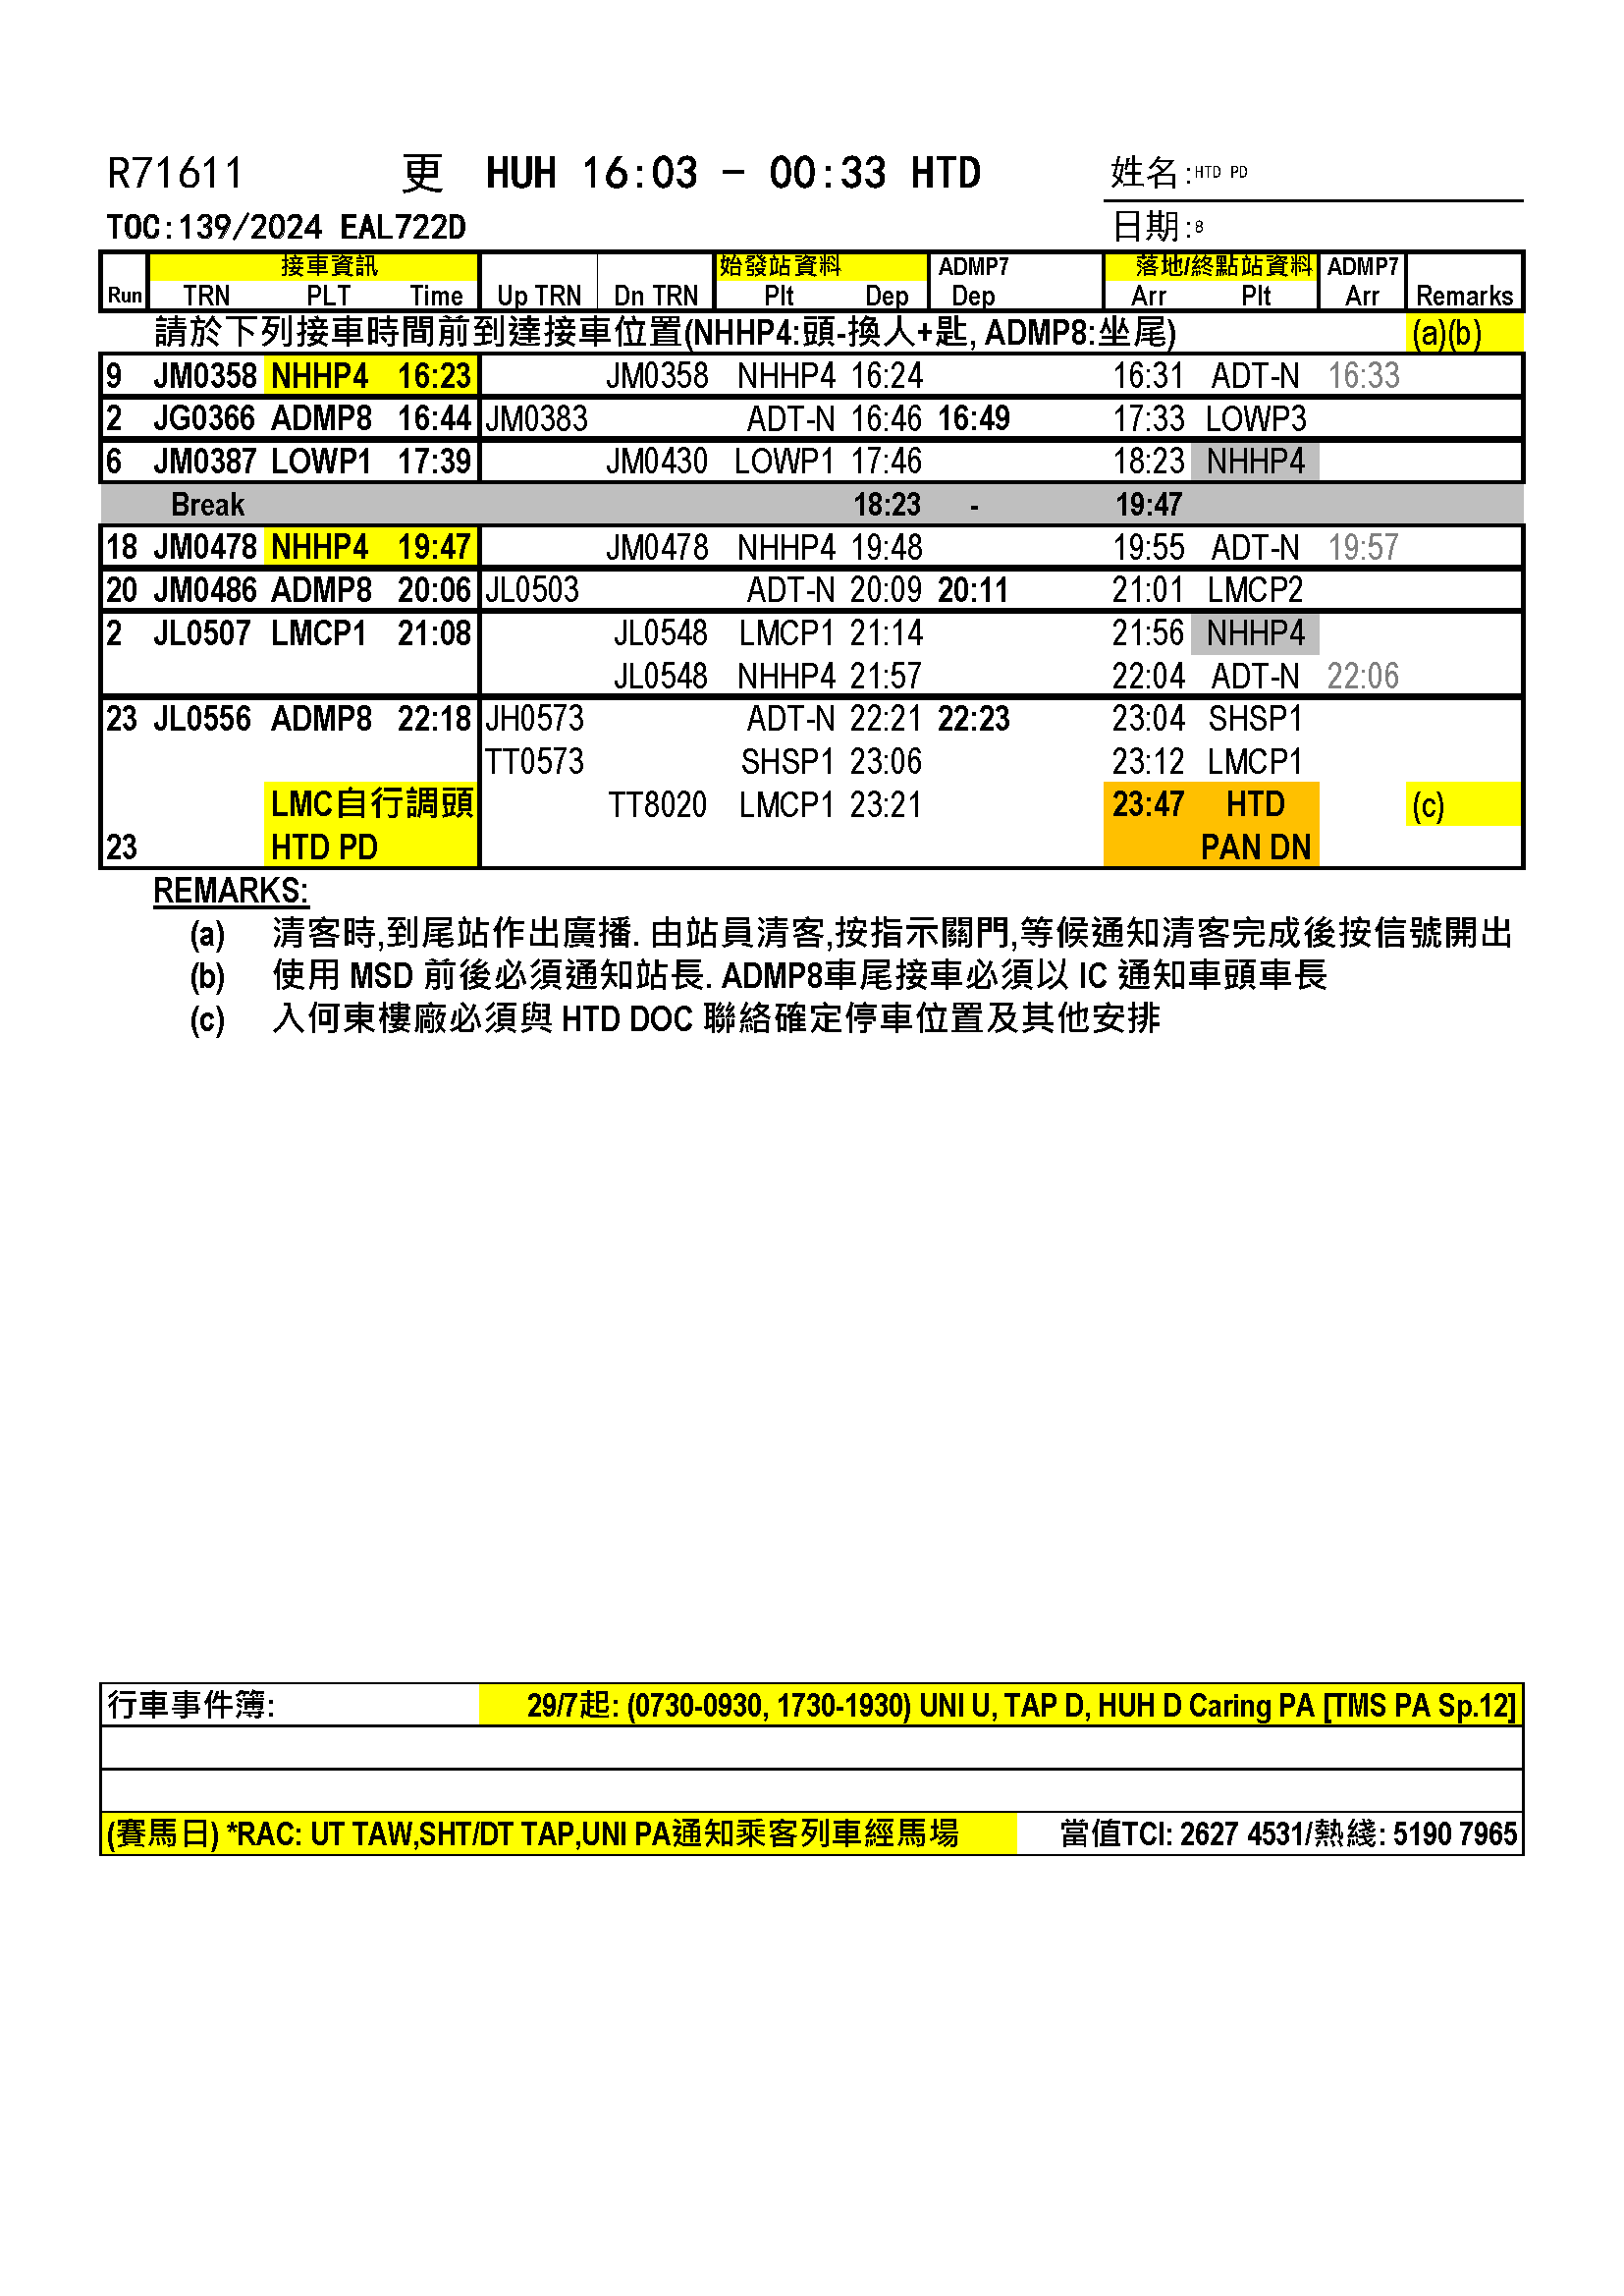 R71611 更 HUH 16:03 - 00:33 HTD 姓名:HTD PD
TOC:139/2024 EAL722D 日期:8
接車資訊 始發站資料 ADMP7 落地/終點站資料 ADMP7
Run TRN PLT Time Up TRN Dn TRN Plt Dep Dep Arr Plt Arr Remarks
請於下列接車時間前到達接車位置(NHHP4:頭-換人+匙, ADMP8:坐尾) (a)(b)
9 JM0358 NHHP4 16:23 JM0358 NHHP4 16:24 16:31 ADT-N 16:33
2 JG0366 ADMP8 16:44 JM0383 ADT-N 16:46 16:49 17:33 LOWP3
6 JM0387 LOWP1 17:39 JM0430 LOWP1 17:46 18:23 NHHP4
Break 18:23 - 19:47
18 JM0478 NHHP4 19:47 JM0478 NHHP4 19:48 19:55 ADT-N 19:57
20 JM0486 ADMP8 20:06 JL0503 ADT-N 20:09 20:11 21:01 LMCP2
2 JL0507 LMCP1 21:08 JL0548 LMCP1 21:14 21:56 NHHP4
JL0548 NHHP4 21:57 22:04 ADT-N 22:06
23 JL0556 ADMP8 22:18 JH0573 ADT-N 22:21 22:23 23:04 SHSP1
TT0573 SHSP1 23:06 23:12 LMCP1
LMC自行調頭 TT8020 LMCP1 23:21 23:47 HTD (c)
23 HTD PD PAN DN
REMARKS:
(a) 清客時,到尾站作出廣播. 由站員清客,按指示關門,等候通知清客完成後按信號開出
(b) 使用 MSD 前後必須通知站長. ADMP8車尾接車必須以 IC 通知車頭車長
(c) 入何東樓廠必須與 HTD DOC 聯絡確定停車位置及其他安排
行車事件簿: 29/7起: (0730-0930, 1730-1930) UNI U, TAP D, HUH D Caring PA [TMS PA Sp.12]
(賽馬日) *RAC: UT TAW,SHT/DT TAP,UNI PA通知乘客列車經馬場 當值TCI: 2627 4531/熱綫: 5190 7965